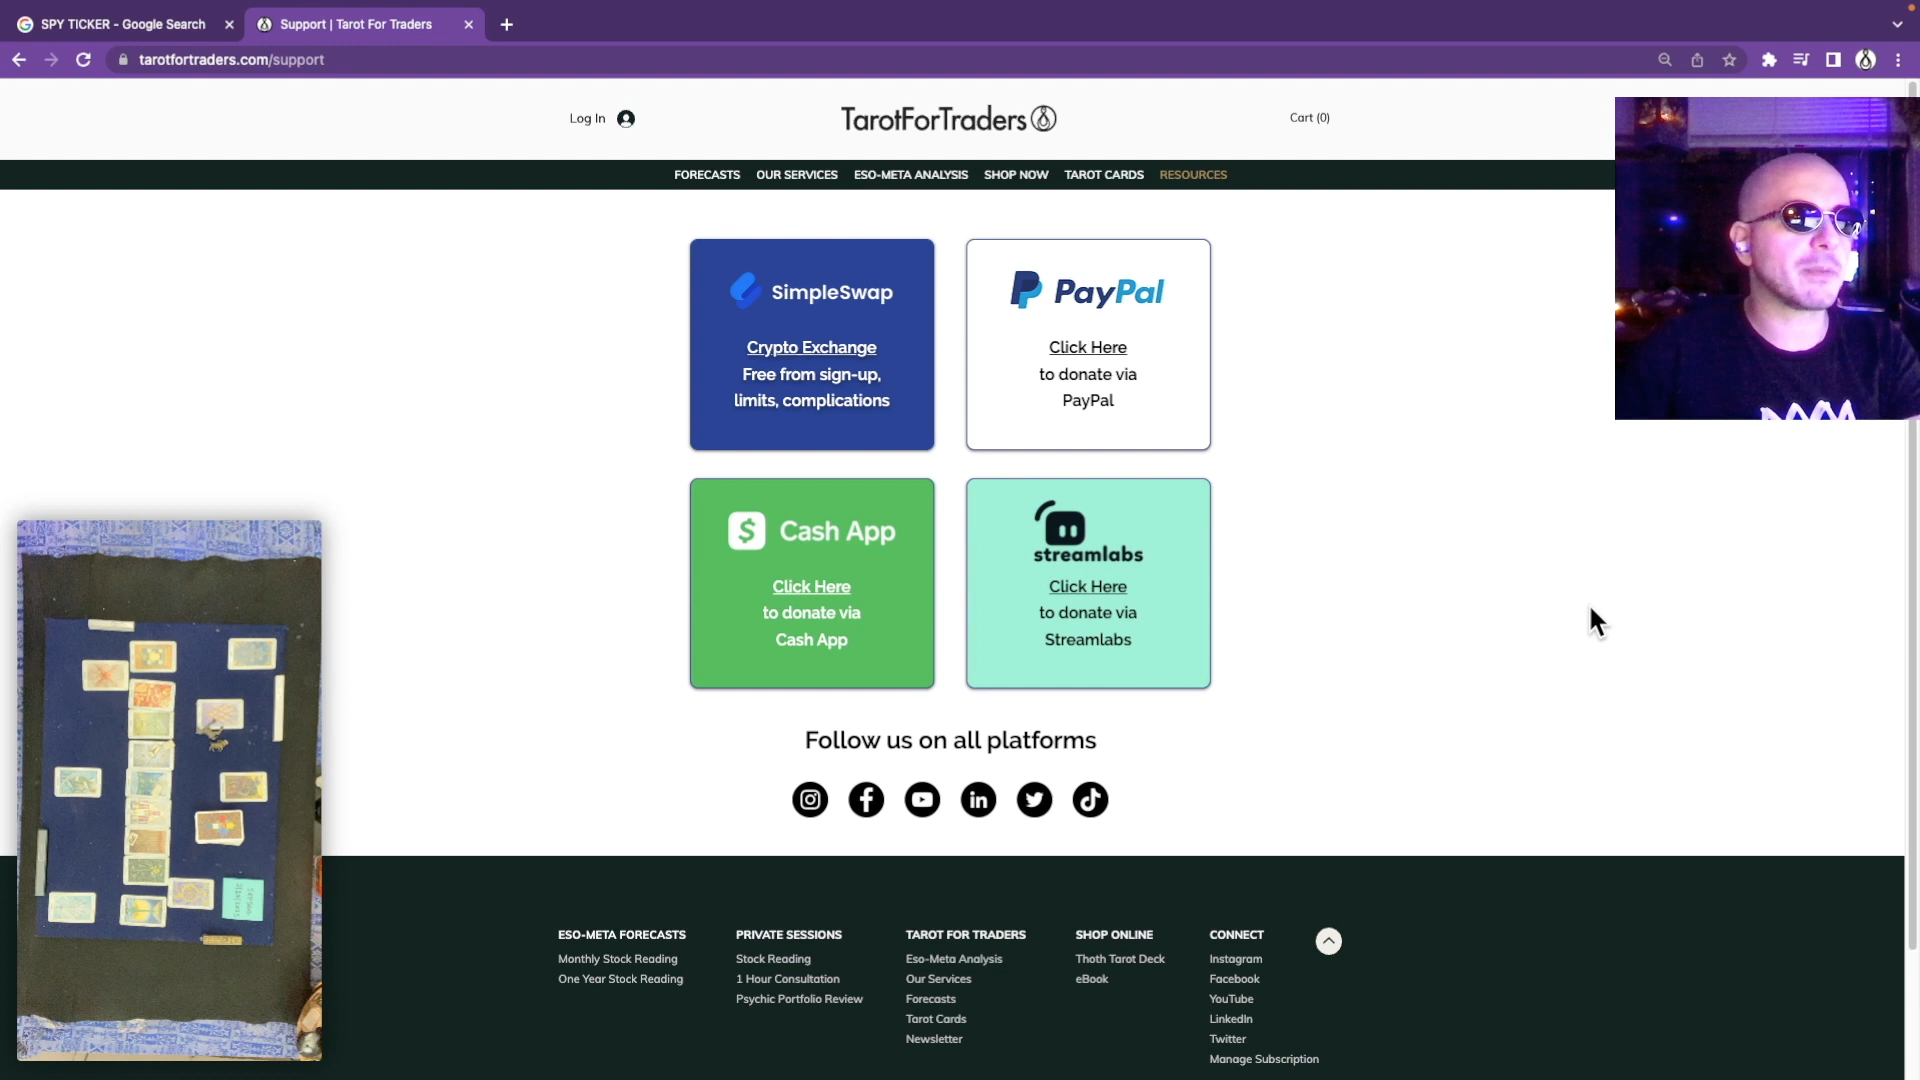 SPY TICKER - Google Search
Support | Tarot For Traders
tarotfortraders.com/support
Log In
TarotForTraders
Cart (0)
FORECASTS OUR SERVICES ESO-META ANALYSIS SHOP NOW TAROT CARDS RESOURCES
SimpleSwap
Crypto Exchange
Free from sign-up,
limits, complications
PayPal
Click Here
to donate via
PayPal
$ Cash App
Click Here
to donate via
Cash App
streamlabs
Click Here
to donate via
Streamlabs
Follow us on all platforms
in
ESO-META FORECASTS
Monthly Stock Reading
One Year Stock Reading
PRIVATE SESSIONS
Stock Reading
1 Hour Consultation
Psychic Portfolio Review
TAROT FOR TRADERS
Eso-Meta Analysis
Our Services
Forecasts
Tarot Cards
Newsletter
SHOP ONLINE
Thoth Tarot Deck
eBook
CONNECT
Instagram
Facebook
YouTube
LinkedIn
Twitter
Manage Subscription